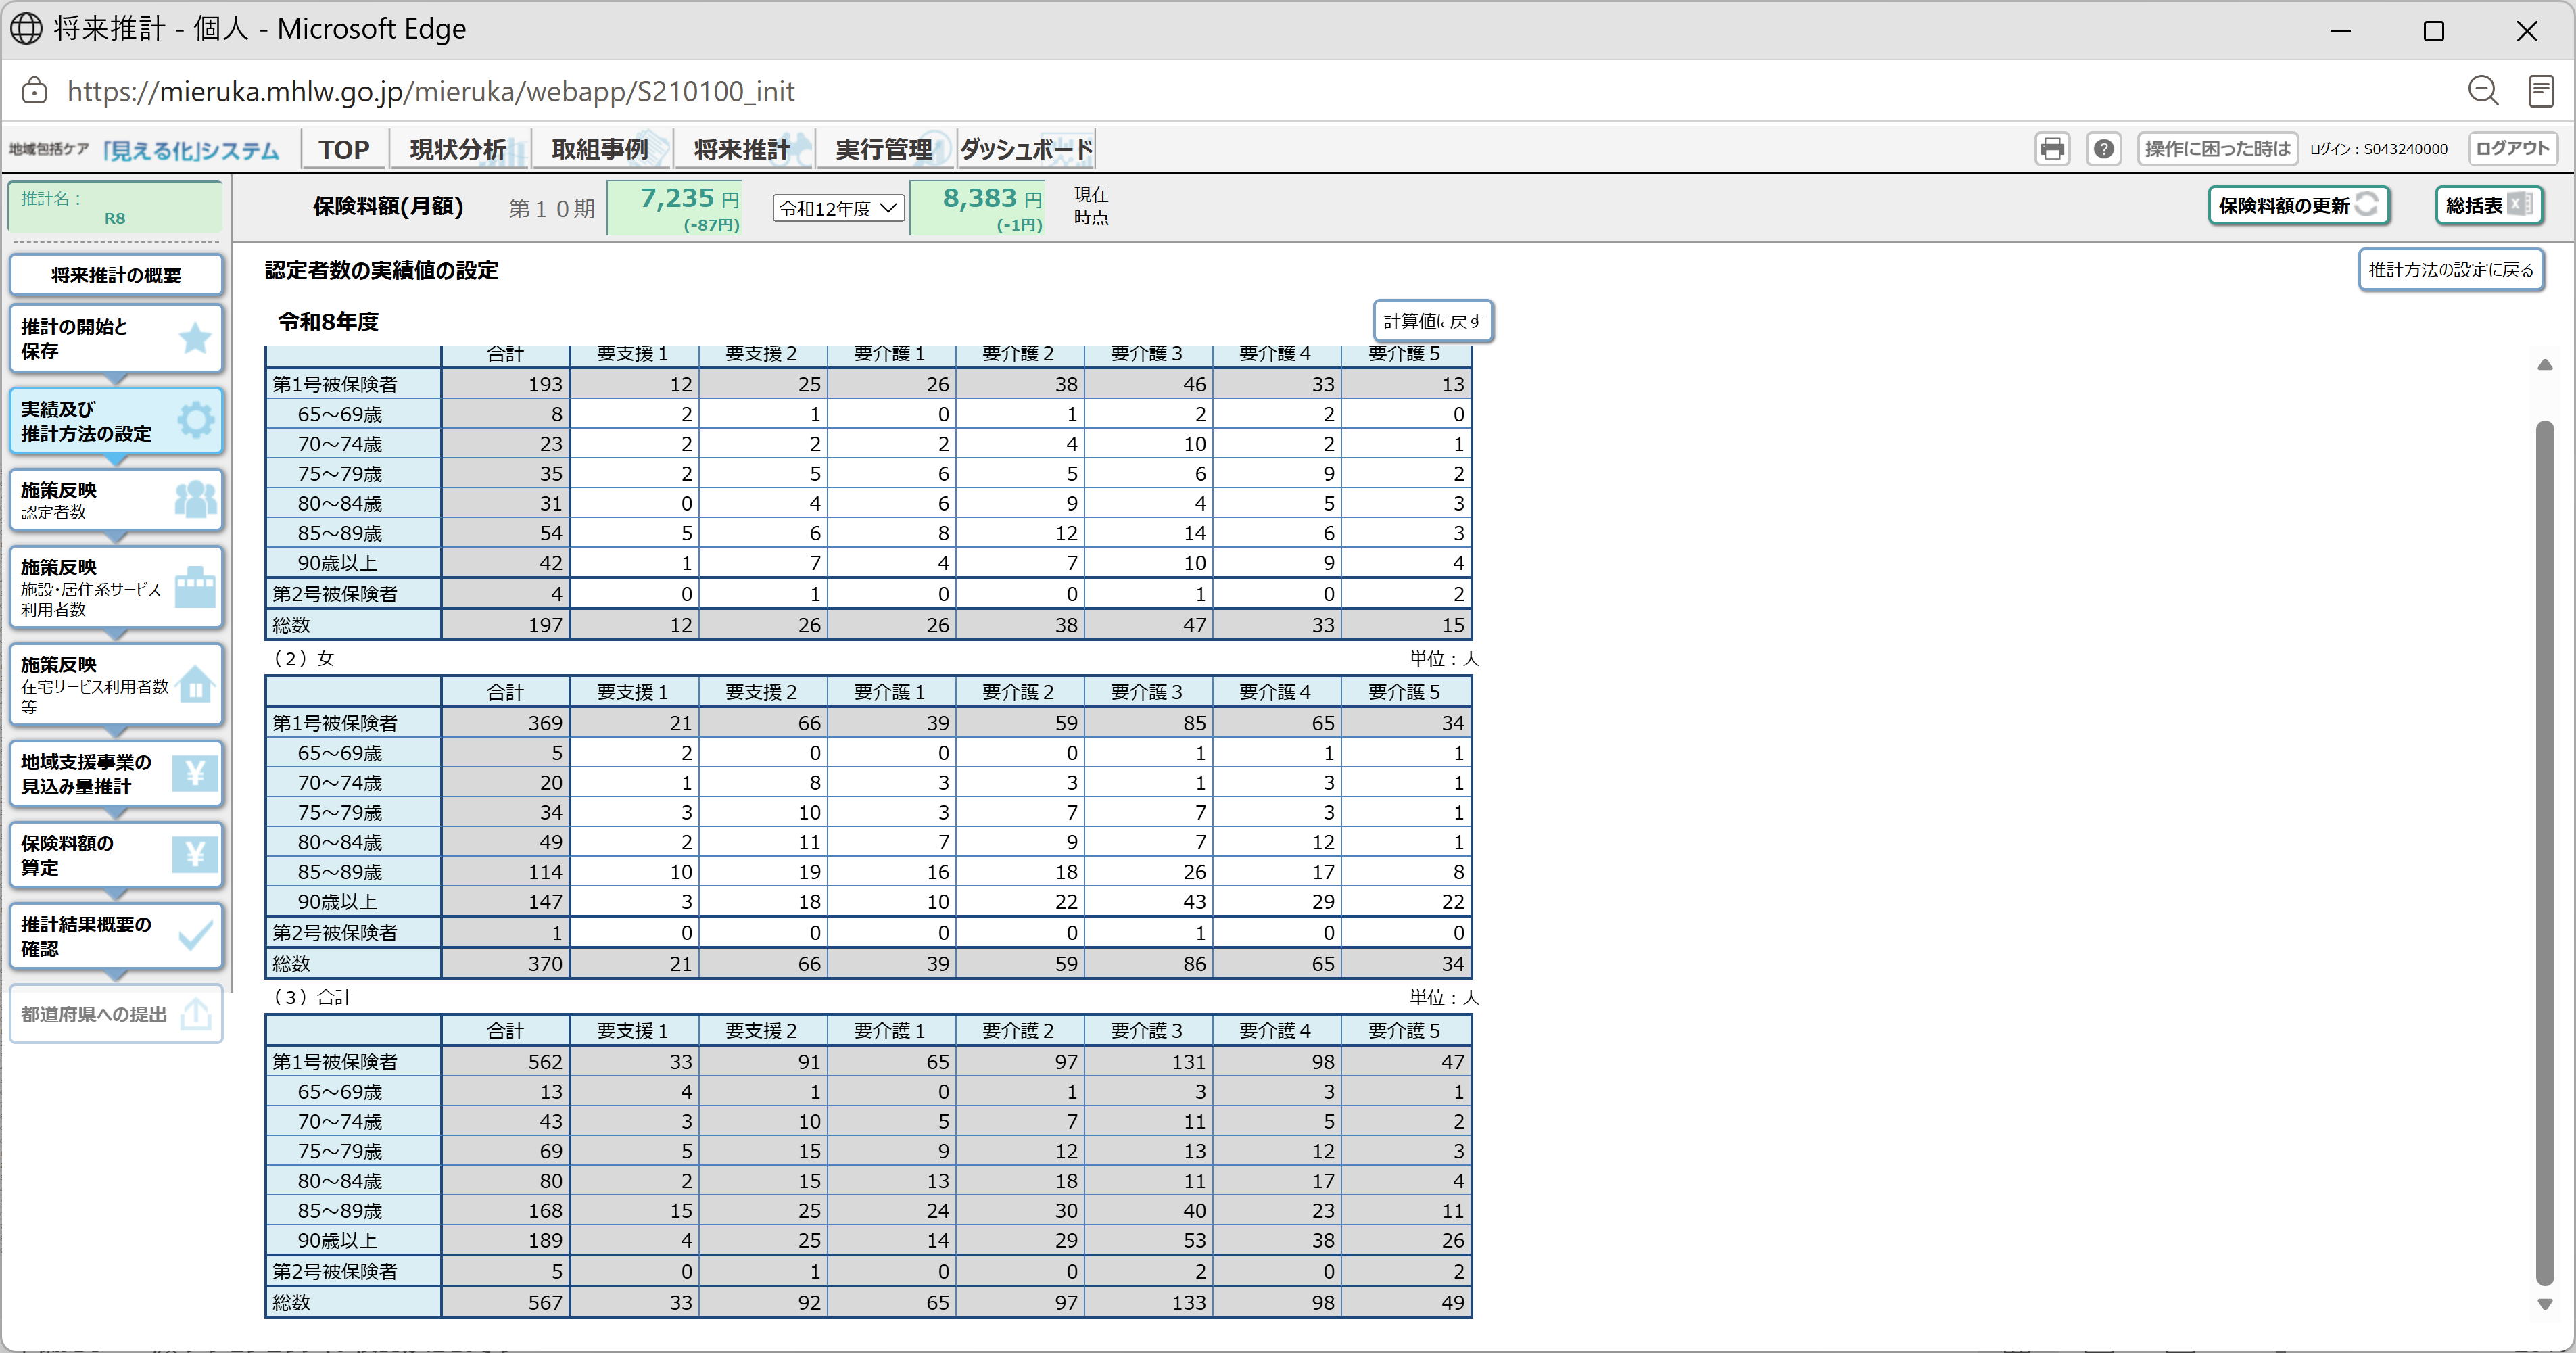 将来推計 - 個人 - Microsoft Edge
https://mieruka.mhlw.go.jp/mieruka/webapp/S210100_init
地域包括ケア 「見える化」システム TOP 現状分析 取組事例 将来推計 実行管理 ダッシュボード 操作に困った時は ログイン：S043240000 ログアウト
推計名：
R8
保険料額(月額) 第１０期 7,235 円 (-87円) 令和12年度 8,383 円 (-1円) 現在時点 保険料額の更新 総括表
将来推計の概要
推計の開始と
保存
実績及び
推計方法の設定
施策反映
認定者数
施策反映
施設・居住系サービス
利用者数
施策反映
在宅サービス利用者数
等
地域支援事業の
見込み量推計
保険料額の
算定
推計結果概要の
確認
都道府県への提出
認定者数の実績値の設定 推計方法の設定に戻る
令和8年度 計算値に戻す
合計 要支援１ 要支援２ 要介護１ 要介護２ 要介護３ 要介護４ 要介護５
第1号被保険者 193 12 25 26 38 46 33 13
65～69歳 8 2 1 0 1 2 2 0
70～74歳 23 2 2 2 4 10 2 1
75～79歳 35 2 5 6 5 6 9 2
80～84歳 31 0 4 6 9 4 5 3
85～89歳 54 5 6 8 12 14 6 3
90歳以上 42 1 7 4 7 10 9 4
第2号被保険者 4 0 1 0 0 1 0 2
総数 197 12 26 26 38 47 33 15
（２）女 単位：人
合計 要支援１ 要支援２ 要介護１ 要介護２ 要介護３ 要介護４ 要介護５
第1号被保険者 369 21 66 39 59 85 65 34
65～69歳 5 2 0 0 0 1 1 1
70～74歳 20 1 8 3 3 1 3 1
75～79歳 34 3 10 3 7 7 3 1
80～84歳 49 2 11 7 9 7 12 1
85～89歳 114 10 19 16 18 26 17 8
90歳以上 147 3 18 10 22 43 29 22
第2号被保険者 1 0 0 0 0 1 0 0
総数 370 21 66 39 59 86 65 34
（３）合計 単位：人
合計 要支援１ 要支援２ 要介護１ 要介護２ 要介護３ 要介護４ 要介護５
第1号被保険者 562 33 91 65 97 131 98 47
65～69歳 13 4 1 0 1 3 3 1
70～74歳 43 3 10 5 7 11 5 2
75～79歳 69 5 15 9 12 13 12 3
80～84歳 80 2 15 13 18 11 17 4
85～89歳 168 15 25 24 30 40 23 11
90歳以上 189 4 25 14 29 53 38 26
第2号被保険者 5 0 1 0 0 2 0 2
総数 567 33 92 65 97 133 98 49